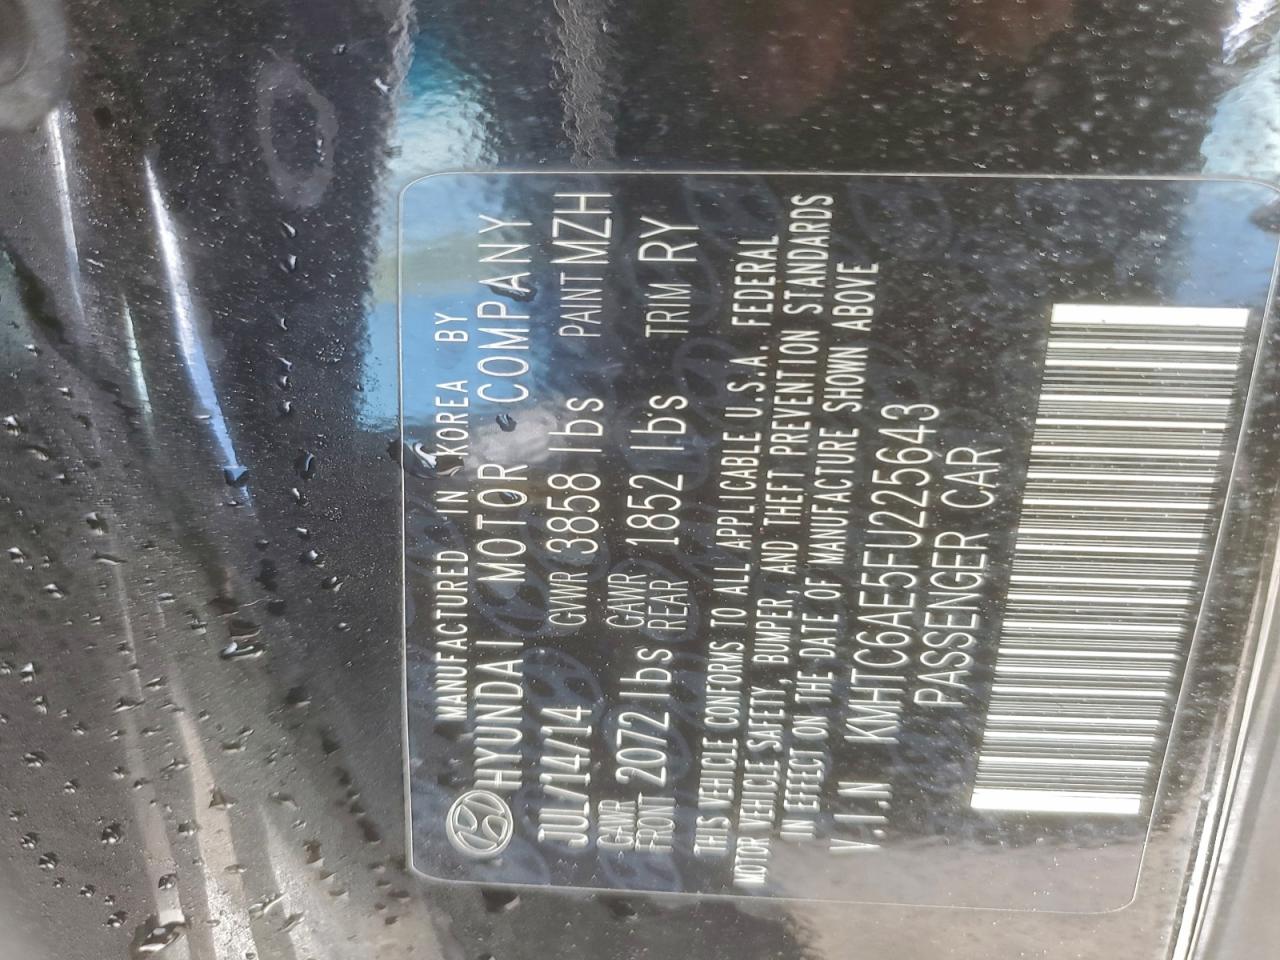 MANUFACTURED IN KOREA BY
HYUNDAI MOTOR COMPANY
JUL/14/14 GVWR 3858 lbs PAINT MZH
GAWR FRONT 2072 lbs GAWR REAR 1852 lbs TRIM RY
THIS VEHICLE CONFORMS TO ALL APPLICABLE U.S.A. FEDERAL
MOTOR VEHICLE SAFETY, BUMPER, AND THEFT PREVENTION STANDARDS
IN EFFECT ON THE DATE OF MANUFACTURE SHOWN ABOVE
V.I.N KMHTC6AE5FU225643
PASSENGER CAR